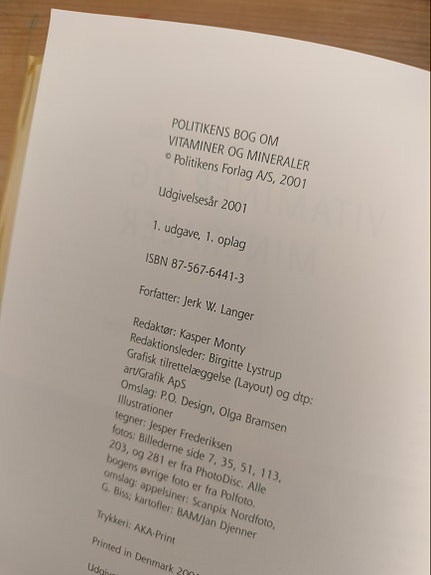 POLITIKENS BOG OM
VITAMINER OG MINERALER
© Politikens Forlag A/S, 2001
Udgivelsesår 2001
1. udgave, 1. oplag
ISBN 87-567-6441-3
Forfatter: Jerk W. Langer
Redaktør: Kasper Monty
Redaktionsleder: Birgitte Lystrup
Grafisk tilrettelæggelse (Layout) og dtp:
art/Grafik ApS
Omslag: P.O. Design, Olga Bramsen
Illustrationer
tegner: Jesper Frederiksen
fotos: Billederne side 7, 35, 51, 113,
203, og 281 er fra PhotoDisc. Alle
bogens øvrige foto er fra Polfoto.
omslag: appelsiner: Scanpix Nordfoto,
G. Biss; kartofler: BAM/Jan Djenner
Trykkeri: AKA-Print
Printed in Denmark 2001